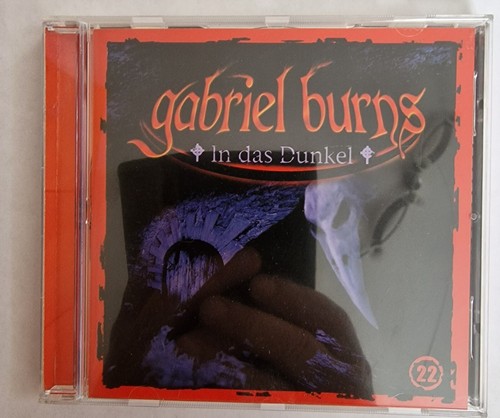 gabriel burns
In das Dunkel
22